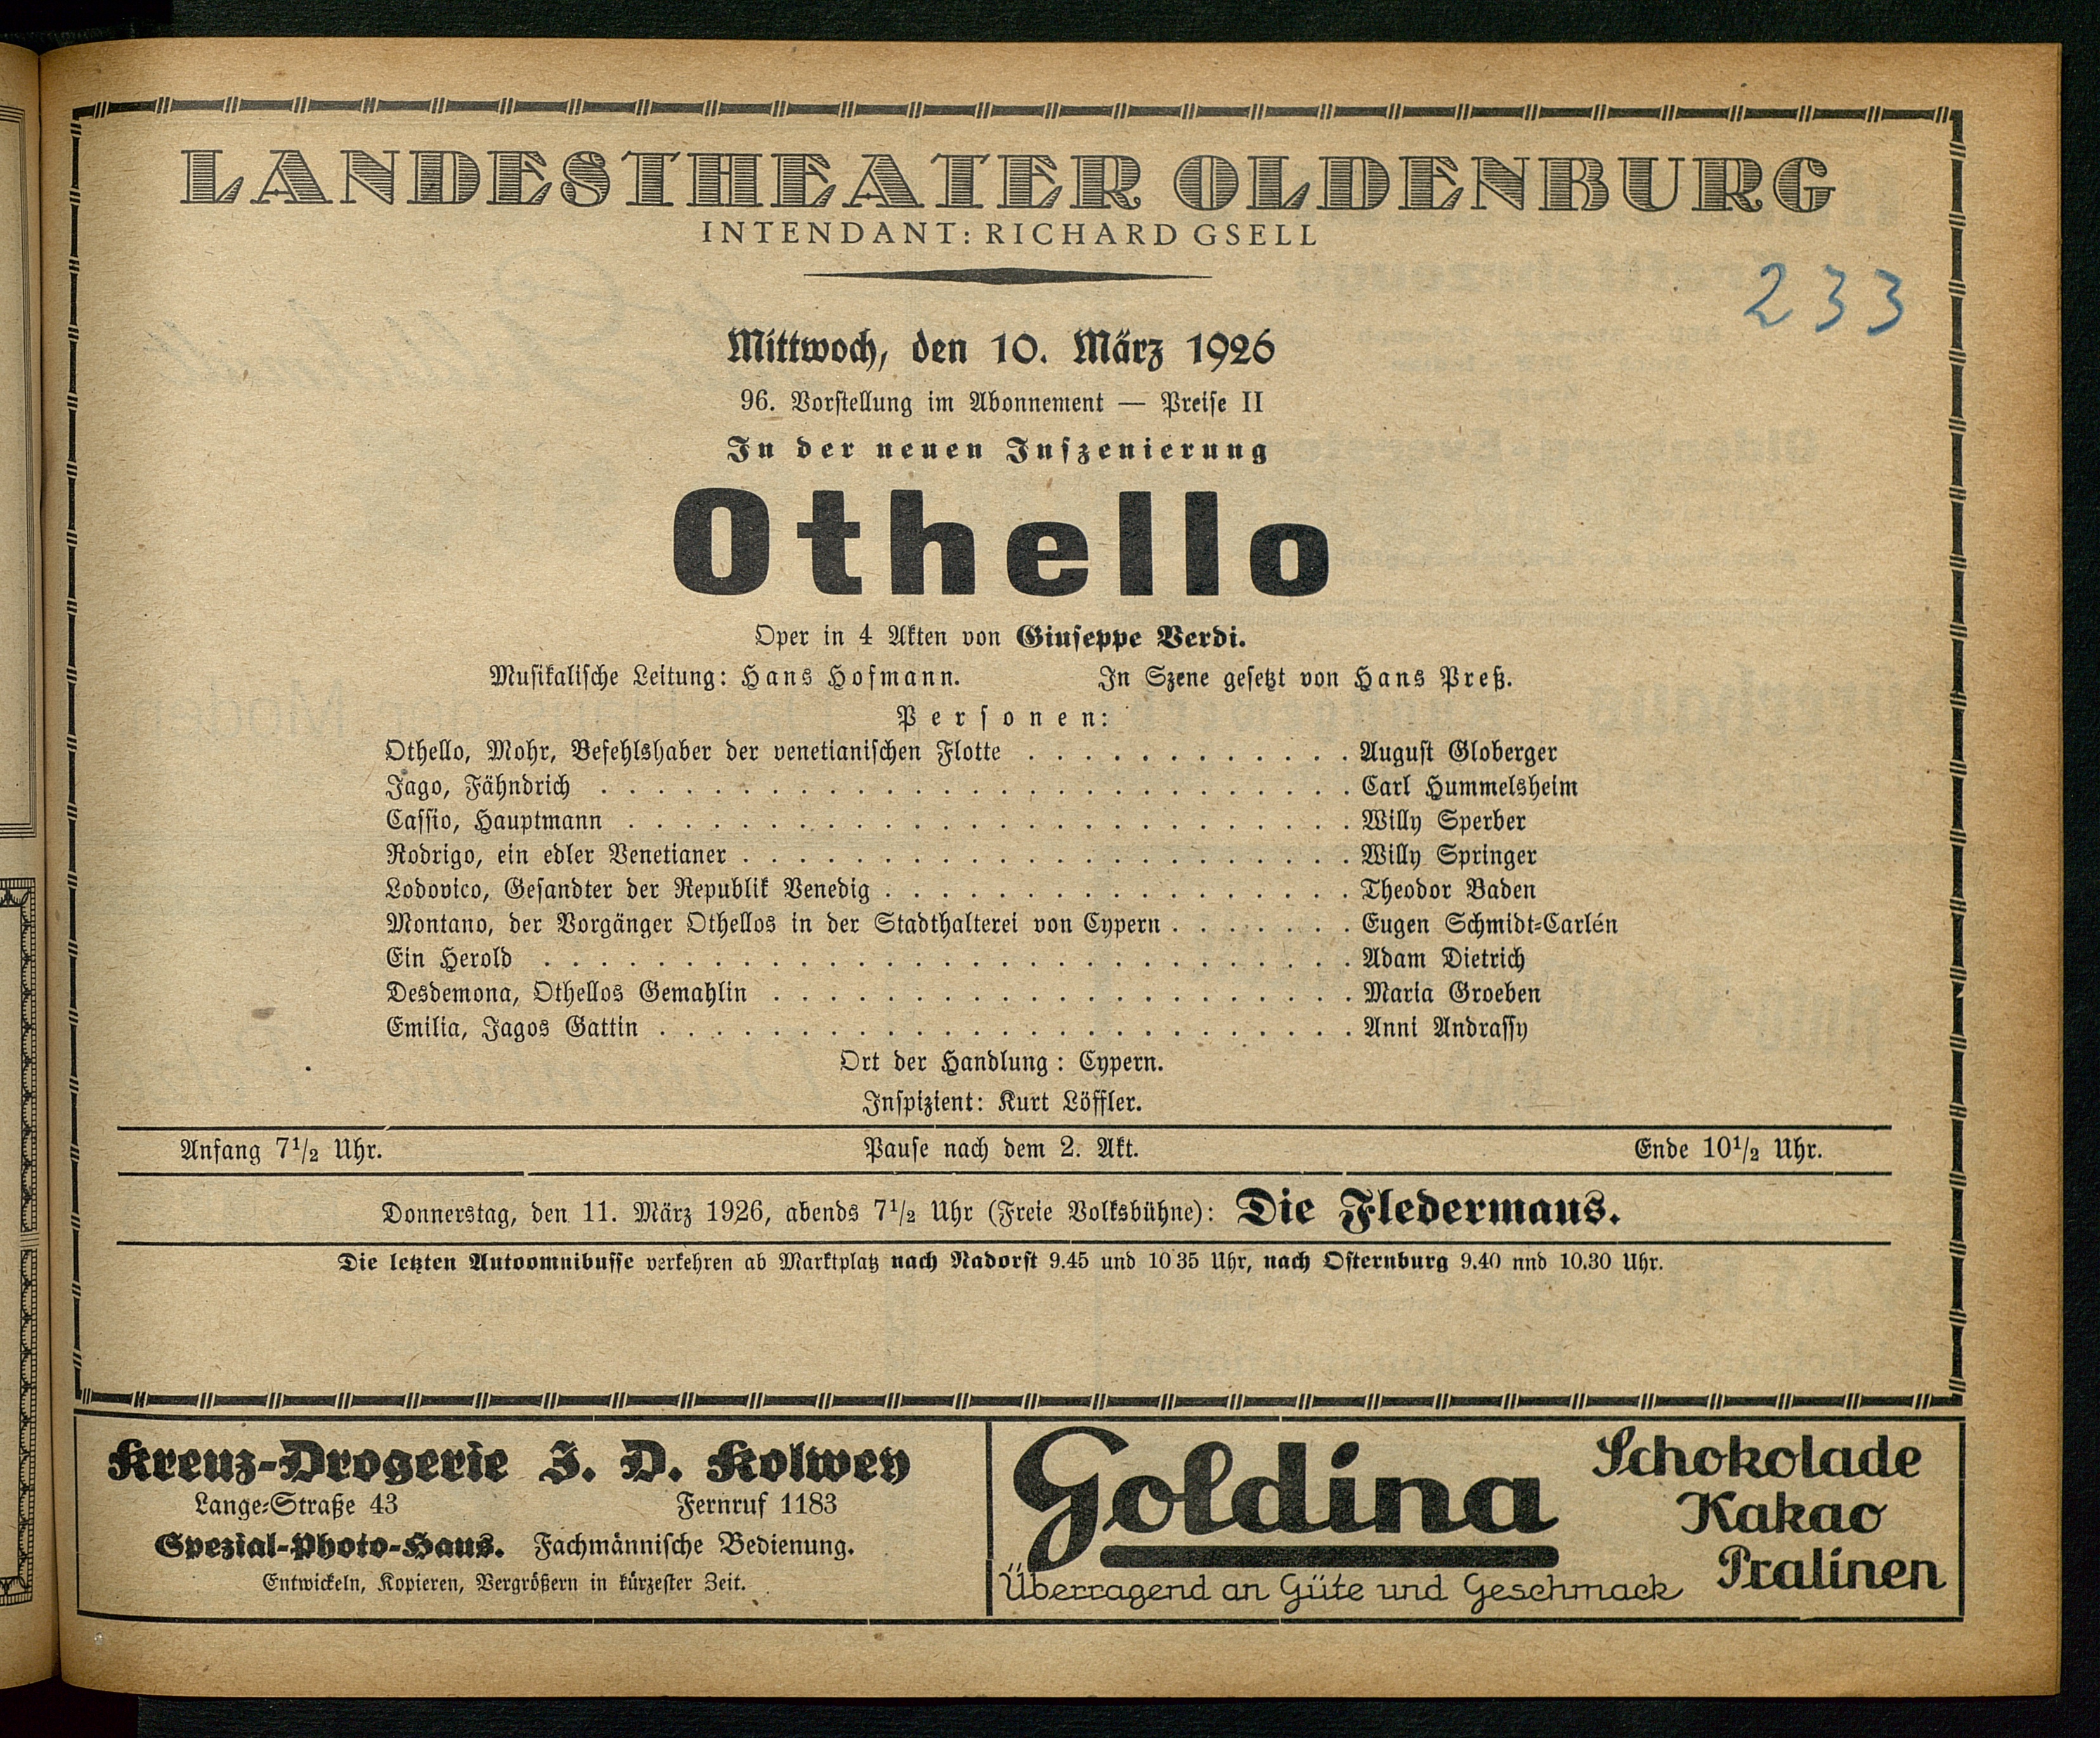 LANDESTHEATER OLDENBURG
INTENDANT: RICHARD GSELL
233
Mittwoch, den 10. März 1926
96. Vorstellung im Abonnement — Preise II
In der neuen Inszenierung
Othello
Oper in 4 Akten von Giuseppe Verdi.
Musikalische Leitung: Hans Hofmann. In Szene gesetzt von Hans Preß.
Personen:
Othello, Mohr, Befehlshaber der venetianischen Flotte . . . . . . . . . . . . August Globerger
Jago, Fähndrich . . . . . . . . . . . . . . . . . . . . . . . . . . . Carl Hummelsheim
Cassio, Hauptmann . . . . . . . . . . . . . . . . . . . . . . . . . . Willy Sperber
Rodrigo, ein edler Venetianer . . . . . . . . . . . . . . . . . . . . . . Willy Springer
Lodovico, Gesandter der Republik Venedig . . . . . . . . . . . . . . . . . Theodor Baden
Montano, der Vorgänger Othellos in der Stadthalterei von Cypern . . . . . . . Eugen Schmidt-Carlén
Ein Herold . . . . . . . . . . . . . . . . . . . . . . . . . . . . . Adam Dietrich
Desdemona, Othellos Gemahlin . . . . . . . . . . . . . . . . . . . . . Maria Groeben
Emilia, Jagos Gattin . . . . . . . . . . . . . . . . . . . . . . . . . Anni Andrassy
Ort der Handlung: Cypern.
Inspizient: Kurt Löffler.
Anfang 7½ Uhr. Pause nach dem 2. Akt. Ende 10½ Uhr.
Donnerstag, den 11. März 1926, abends 7½ Uhr (Freie Volksbühne): Die Fledermaus.
Die letzten Autoomnibusse verkehren ab Marktplatz nach Nadorst 9.45 und 10 35 Uhr, nach Osternburg 9.40 nnd 10.30 Uhr.
Kreuz-Drogerie J. D. Kolwey
Lange-Straße 43 Fernruf 1183
Spezial-Photo-Haus. Fachmännische Bedienung.
Entwickeln, Kopieren, Vergrößern in kürzester Zeit.
Goldina
Überragend an Güte und Geschmack
Schokolade
Kakao
Pralinen